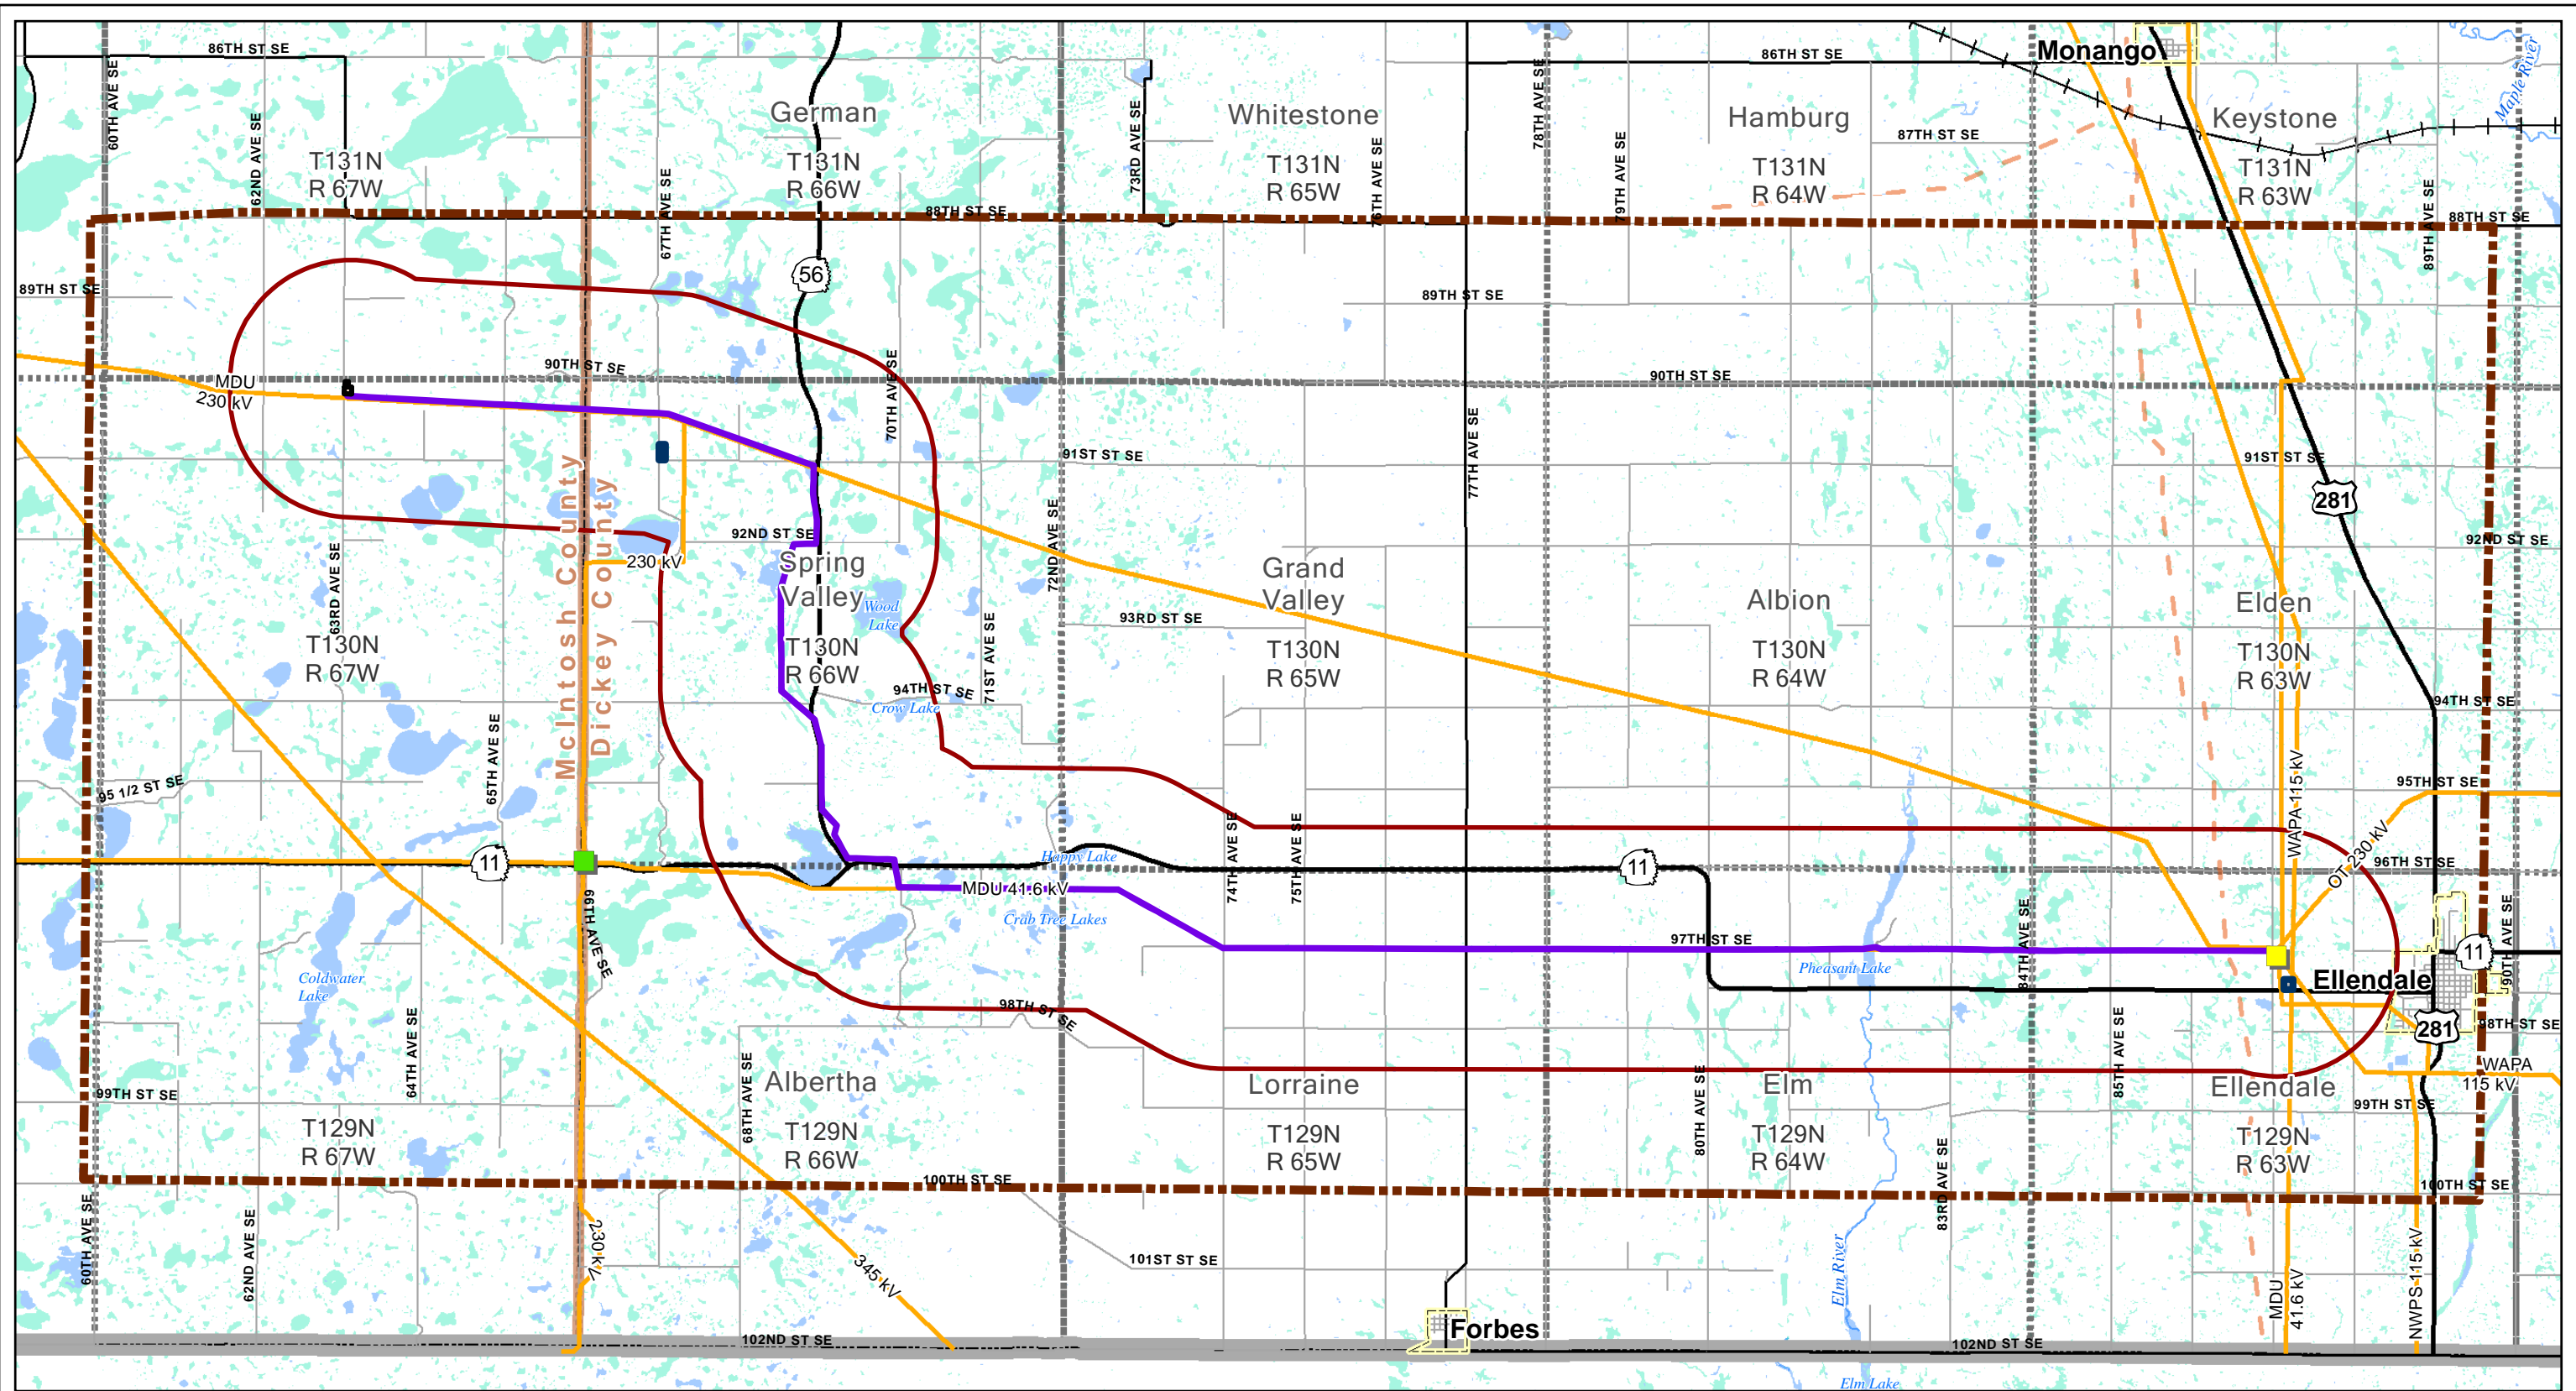 86TH ST SE
86TH ST SE
Monango
Maple River
60TH AVE SE
62ND AVE SE
German
73RD AVE SE
Whitestone
78TH AVE SE
Hamburg
87TH ST SE
Keystone
T131N
R 67W
67TH AVE SE
T131N
R 66W
T131N
R 65W
76TH AVE SE
79TH AVE SE
T131N
R 64W
T131N
R 63W
89TH AVE SE
88TH ST SE
88TH ST SE
56
89TH ST SE
89TH ST SE
MDU
230 kV
90TH ST SE
70TH AVE SE
90TH ST SE
77TH AVE SE
91ST ST SE
91ST ST SE
281
McIntosh County
Dickey County
92ND ST SE
230 kV
72ND AVE SE
92ND ST SE
Spring
Valley
Wood
Lake
Grand
Valley
Albion
Elden
63RD AVE SE
93RD ST SE
T130N
R 67W
T130N
R 66W
71ST AVE SE
T130N
R 65W
T130N
R 64W
T130N
R 63W
94TH ST SE
Crow Lake
94TH ST SE
65TH AVE SE
95 1/2 ST SE
95TH ST SE
WAPA 115 kV
OT 230 kV
11
Happy Lake
74TH AVE SE
75TH AVE SE
11
96TH ST SE
66TH AVE SE
MDU 41.6 kV
Crab Tree Lakes
97TH ST SE
84TH AVE SE
11
90TH AVE SE
Coldwater
Lake
Pheasant Lake
Ellendale
98TH ST SE
281
98TH ST SE
64TH AVE SE
68TH AVE SE
80TH AVE SE
85TH AVE SE
WAPA
115 kV
99TH ST SE
Albertha
Lorraine
Elm
Ellendale
99TH ST SE
T129N
R 67W
T129N
R 66W
T129N
R 65W
T129N
R 64W
T129N
R 63W
83RD AVE SE
100TH ST SE
100TH ST SE
60TH AVE SE
62ND AVE SE
230 kV
345 kV
101ST ST SE
Elm River
MDU
41.6 kV
NWPS 115 kV
Forbes
102ND ST SE
102ND ST SE
Elm Lake